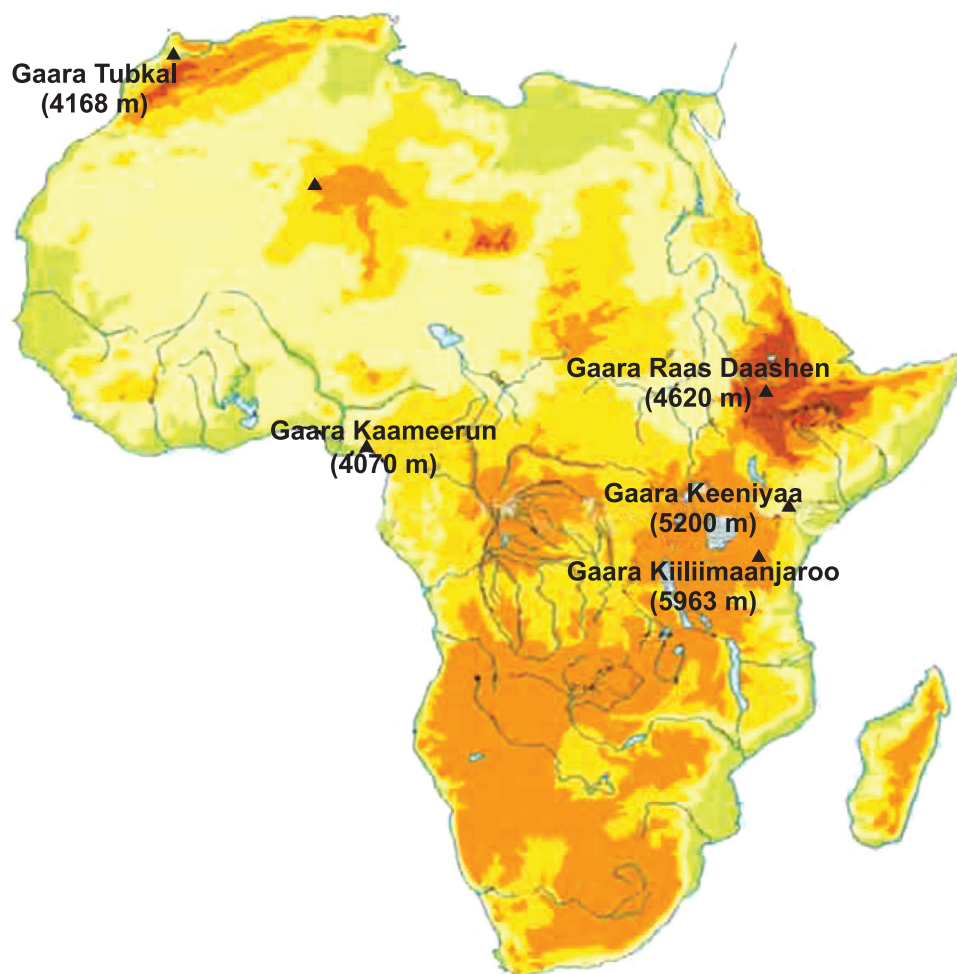 Gaara Tubkal
(4168 m)
Gaara Raas Daashen
(4620 m)
Gaara Kaameerun
(4070 m)
Gaara Keeniyaa
(5200 m)
Gaara Kiiliimaanjaroo
(5963 m)